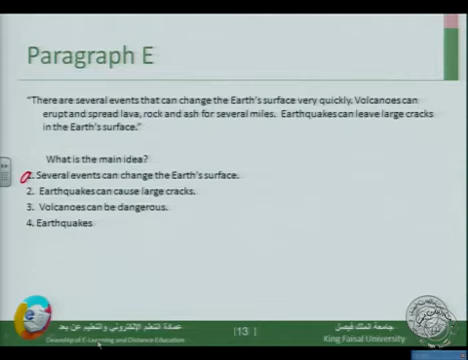 Paragraph E
"There are several events that can change the Earth's surface very quickly. Volcanoes can
erupt and spread lava, rock and ash for several miles. Earthquakes can leave large cracks
in the Earth's surface."
What is the main idea?
1. Several events can change the Earth's surface.
2. Earthquakes can cause large cracks.
3. Volcanoes can be dangerous.
4. Earthquakes
عمادة التعلم الإلكتروني والتعليم عن بعد
Deanship of E-Learning and Distance Education
[13]
جامعة الملك فيصل
King Faisal University